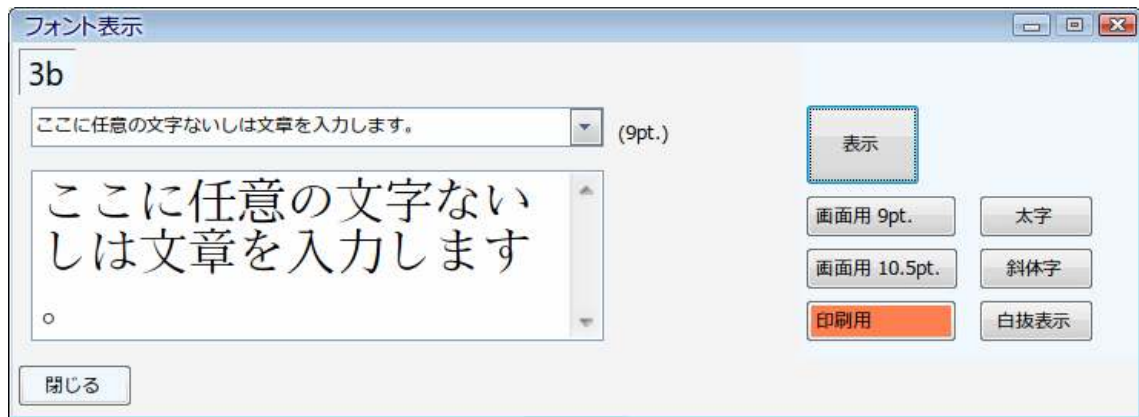 フォント表示
3b
ここに任意の文字ないしは文章を入力します。
(9pt.)
表示
ここに任意の文字ない
しは文章を入力します
。
画面用 9pt.
太字
画面用 10.5pt.
斜体字
印刷用
白抜表示
閉じる